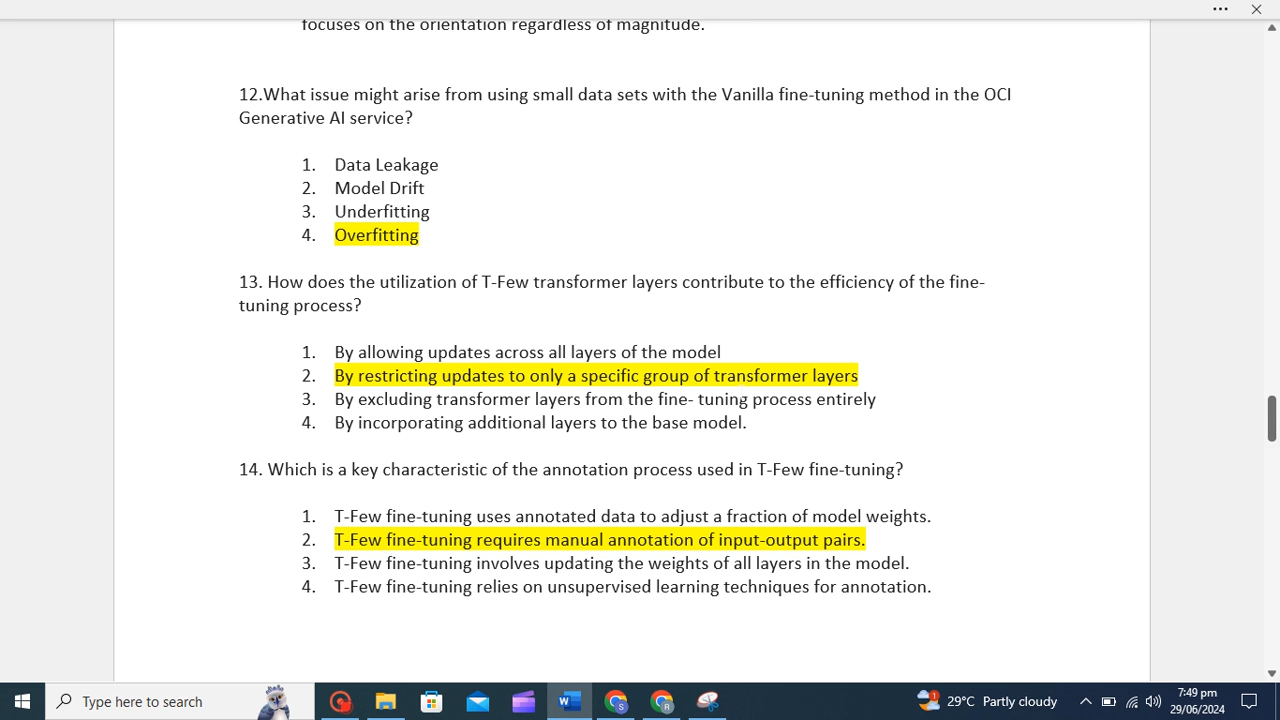 focuses on the orientation regardless of magnitude.
12.What issue might arise from using small data sets with the Vanilla fine-tuning method in the OCI
Generative AI service?
1. Data Leakage
2. Model Drift
3. Underfitting
4. Overfitting
13. How does the utilization of T-Few transformer layers contribute to the efficiency of the fine-
tuning process?
1. By allowing updates across all layers of the model
2. By restricting updates to only a specific group of transformer layers
3. By excluding transformer layers from the fine- tuning process entirely
4. By incorporating additional layers to the base model.
14. Which is a key characteristic of the annotation process used in T-Few fine-tuning?
1. T-Few fine-tuning uses annotated data to adjust a fraction of model weights.
2. T-Few fine-tuning requires manual annotation of input-output pairs.
3. T-Few fine-tuning involves updating the weights of all layers in the model.
4. T-Few fine-tuning relies on unsupervised learning techniques for annotation.
Type here to search
1
29°C Partly cloudy
7:49 pm
29/06/2024